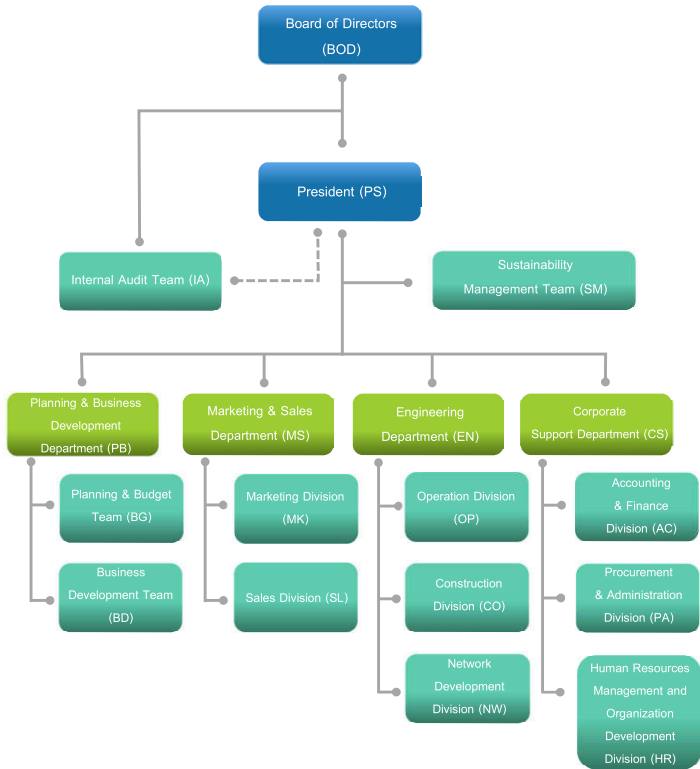 Board of Directors
(BOD)
President (PS)
Internal Audit Team (IA)
Sustainability
Management Team (SM)
Planning & Business
Development
Department (PB)
Marketing & Sales
Department (MS)
Engineering
Department (EN)
Corporate
Support Department (CS)
Planning & Budget
Team (BG)
Business
Development Team
(BD)
Marketing Division
(MK)
Sales Division (SL)
Operation Division
(OP)
Construction
Division (CO)
Network
Development
Division (NW)
Accounting
& Finance
Division (AC)
Procurement
& Administration
Division (PA)
Human Resources
Management and
Organization
Development
Division (HR)